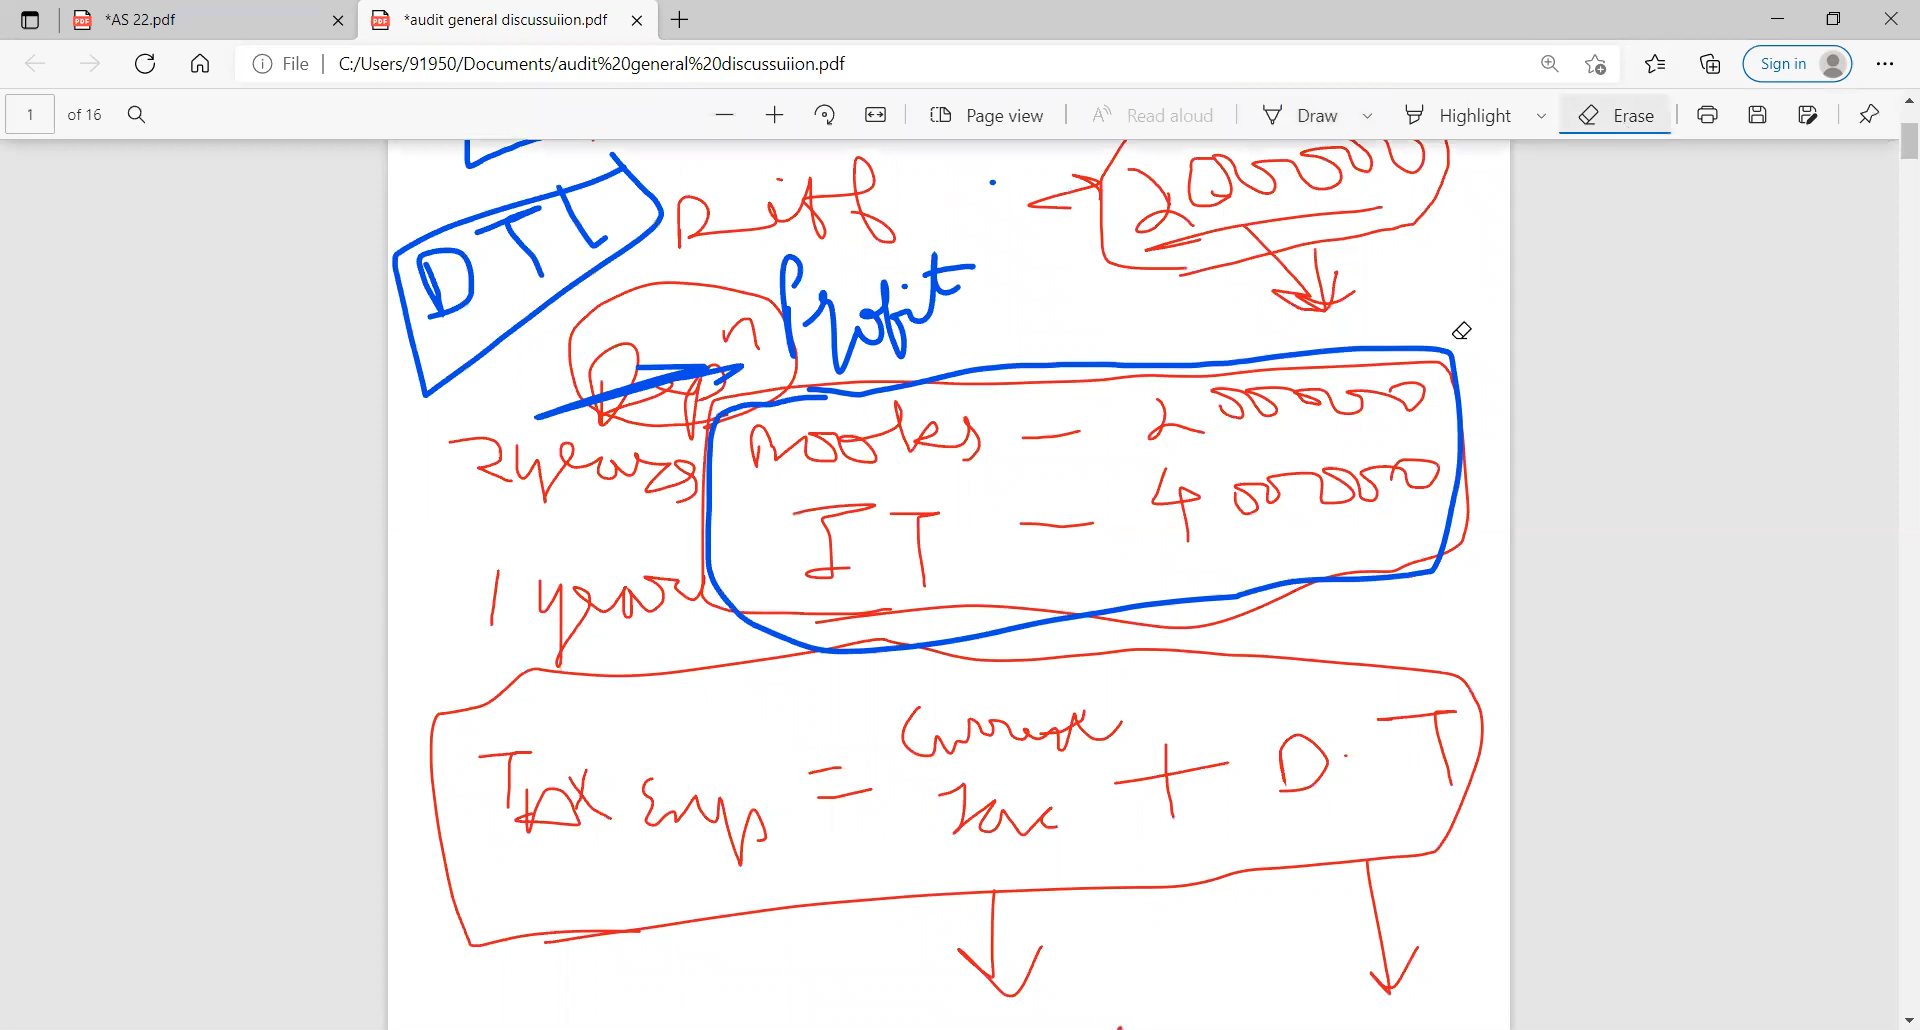 *AS 22.pdf
*audit general discussuiion.pdf
File
C:/Users/91950/Documents/audit%20general%20discussuiion.pdf
Sign in
1 of 16
Page view
Read aloud
Draw
Highlight
Erase
200000
Diff
DTL
Profit
Depn
Books - 200000
2 years
IT - 400000
1 year
Tax Exp = Current Tax + D.T